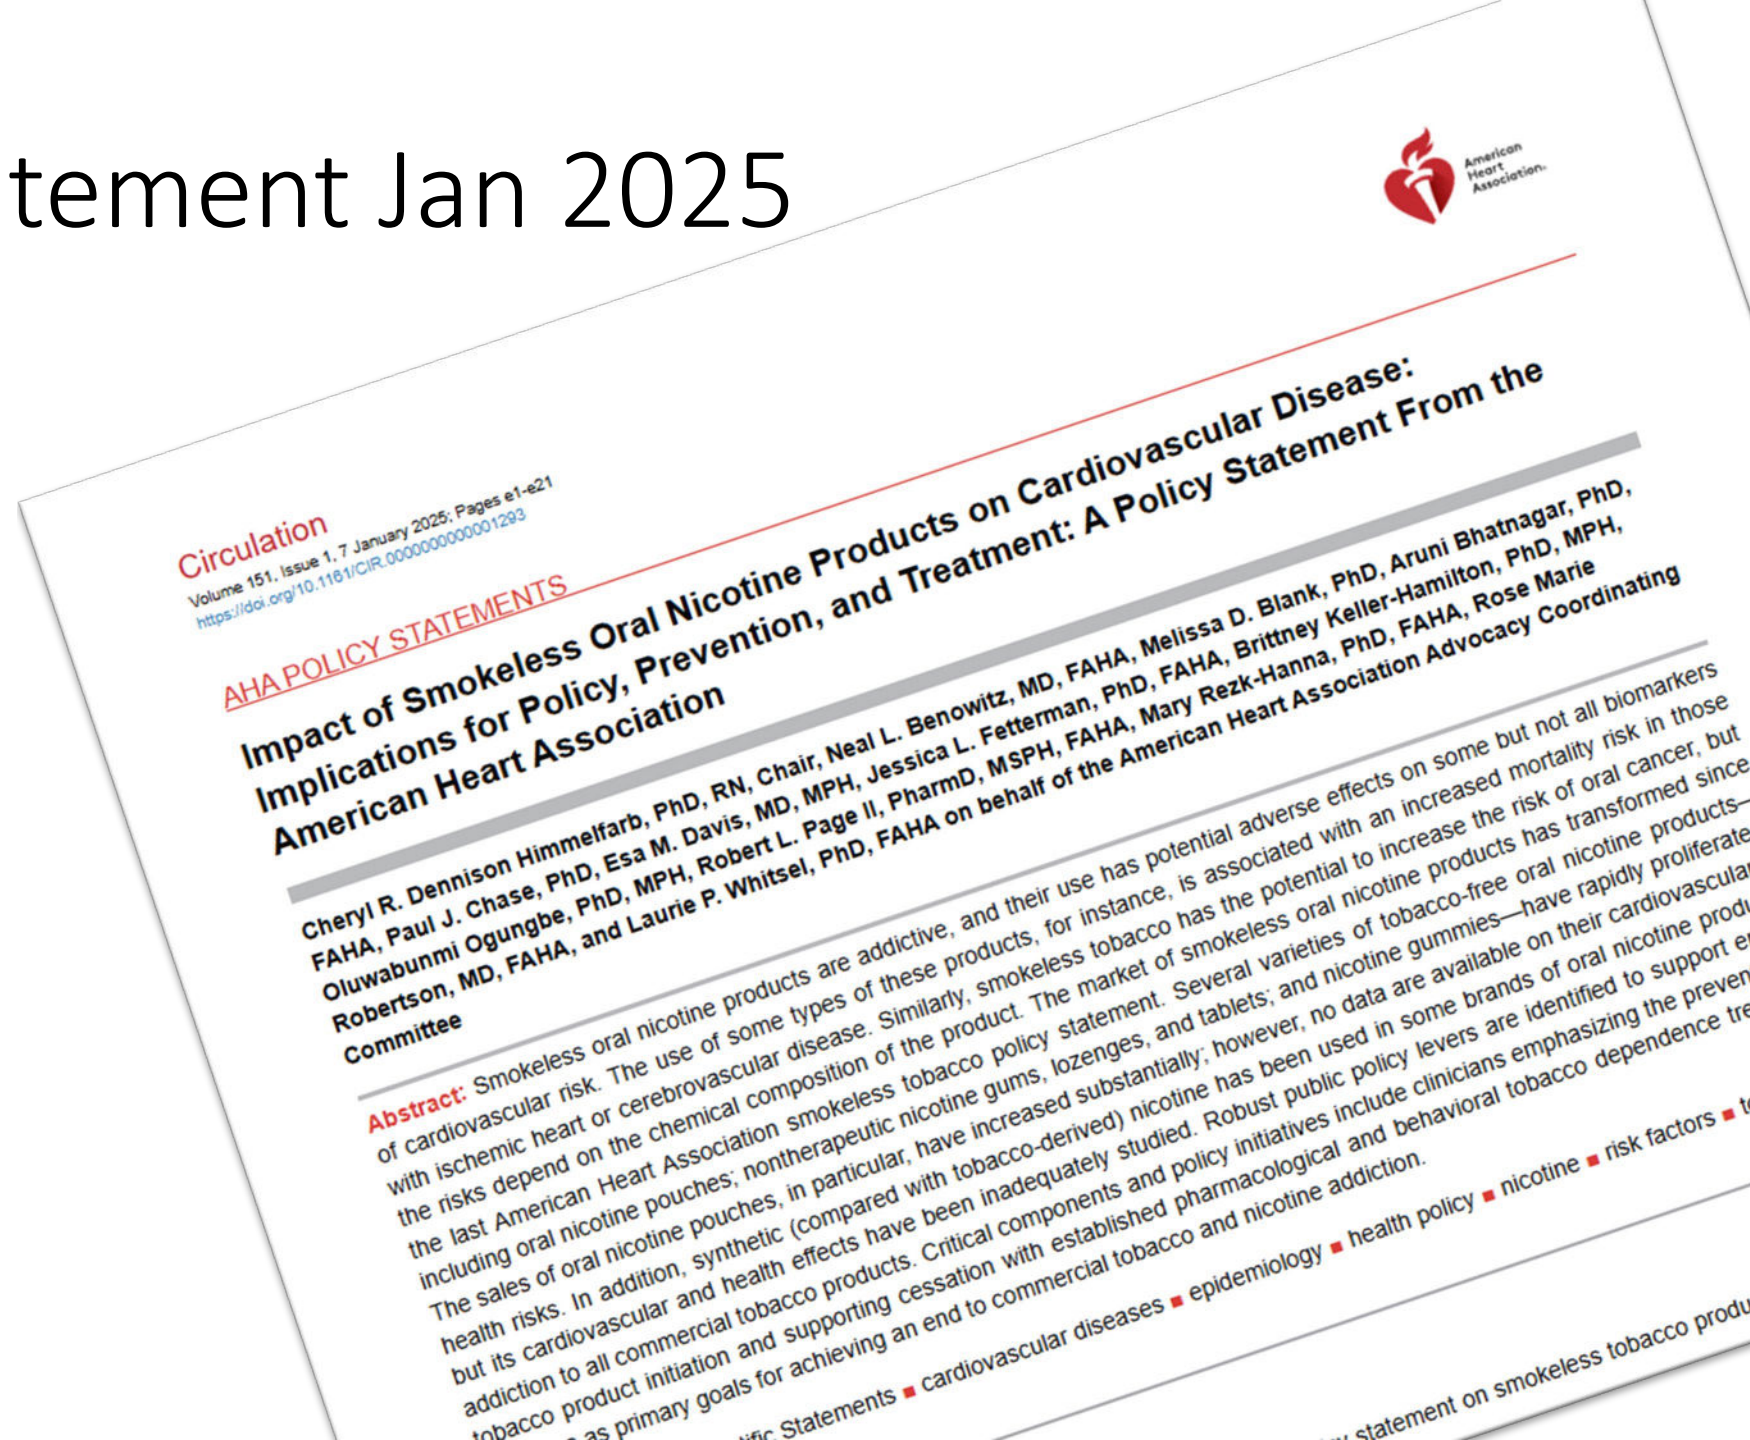 tement Jan 2025
American
Heart
Association.
Circulation
Volume 151, Issue 1, 7 January 2025; Pages e1-e21
https://doi.org/10.1161/CIR.0000000000001293
AHA POLICY STATEMENTS
Impact of Smokeless Oral Nicotine Products on Cardiovascular Disease:
Implications for Policy, Prevention, and Treatment: A Policy Statement From the
American Heart Association
Cheryl R. Dennison Himmelfarb, PhD, RN, Chair, Neal L. Benowitz, MD, FAHA, Melissa D. Blank, PhD, Aruni Bhatnagar, PhD,
FAHA, Paul J. Chase, PhD, Esa M. Davis, MD, MPH, Jessica L. Fetterman, PhD, FAHA, Brittney Keller-Hamilton, PhD, MPH,
Oluwabunmi Ogungbe, PhD, MPH, Robert L. Page II, PharmD, MSPH, FAHA, Mary Rezk-Hanna, PhD, FAHA, Rose Marie
Robertson, MD, FAHA, and Laurie P. Whitsel, PhD, FAHA on behalf of the American Heart Association Advocacy Coordinating
Committee
Abstract: Smokeless oral nicotine products are addictive, and their use has potential adverse effects on some but not all biomarkers
of cardiovascular risk. The use of some types of these products, for instance, is associated with an increased mortality risk in those
with ischemic heart or cerebrovascular disease. Similarly, smokeless tobacco has the potential to increase the risk of oral cancer, but
the risks depend on the chemical composition of the product. The market of smokeless oral nicotine products has transformed since
the last American Heart Association smokeless tobacco policy statement. Several varieties of tobacco-free oral nicotine products—
including oral nicotine pouches; nontherapeutic nicotine gums, lozenges, and tablets; and nicotine gummies—have rapidly proliferate
The sales of oral nicotine pouches, in particular, have increased substantially; however, no data are available on their cardiovascular
health risks. In addition, synthetic (compared with tobacco-derived) nicotine has been used in some brands of oral nicotine produ
but its cardiovascular and health effects have been inadequately studied. Robust public policy levers are identified to support e
addiction to all commercial tobacco products. Critical components and policy initiatives include clinicians emphasizing the preven
tobacco product initiation and supporting cessation with established pharmacological and behavioral tobacco dependence tre
as primary goals for achieving an end to commercial tobacco and nicotine addiction.
ific Statements ■ cardiovascular diseases ■ epidemiology ■ health policy ■ nicotine ■ risk factors ■ t
statement on smokeless tobacco produ